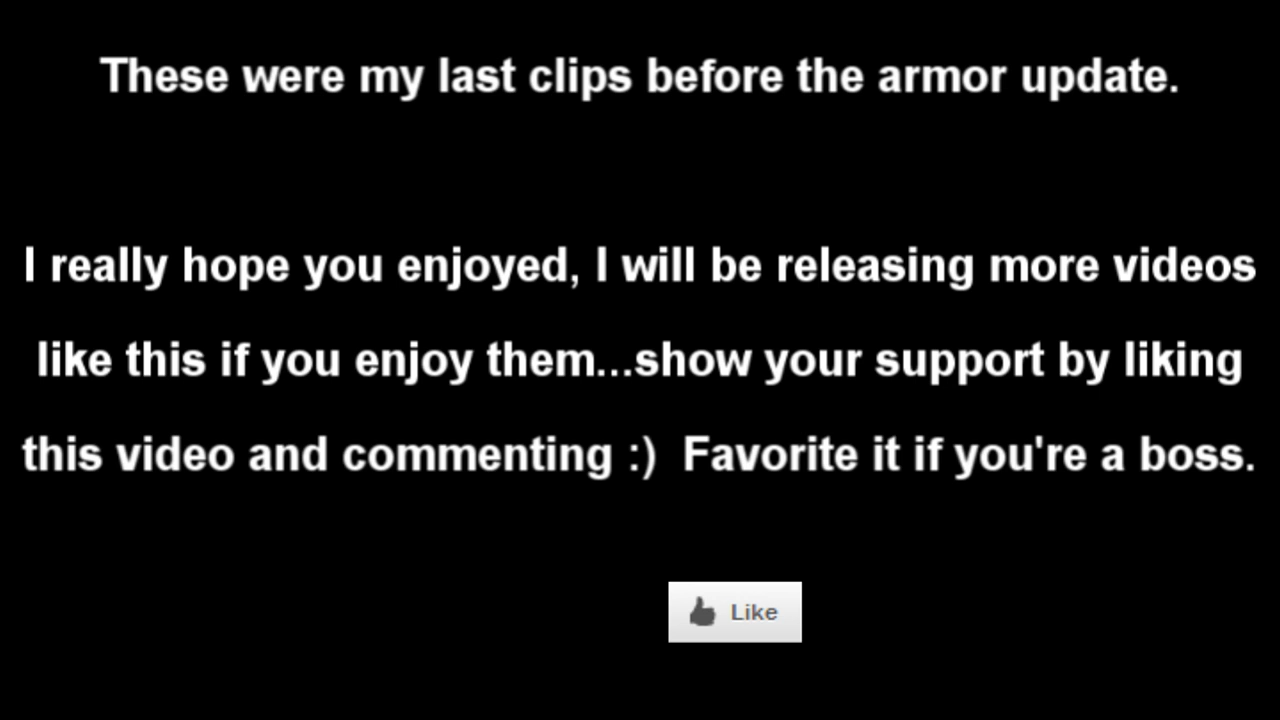 These were my last clips before the armor update.
I really hope you enjoyed, I will be releasing more videos
like this if you enjoy them...show your support by liking
this video and commenting :)  Favorite it if you're a boss.
Like